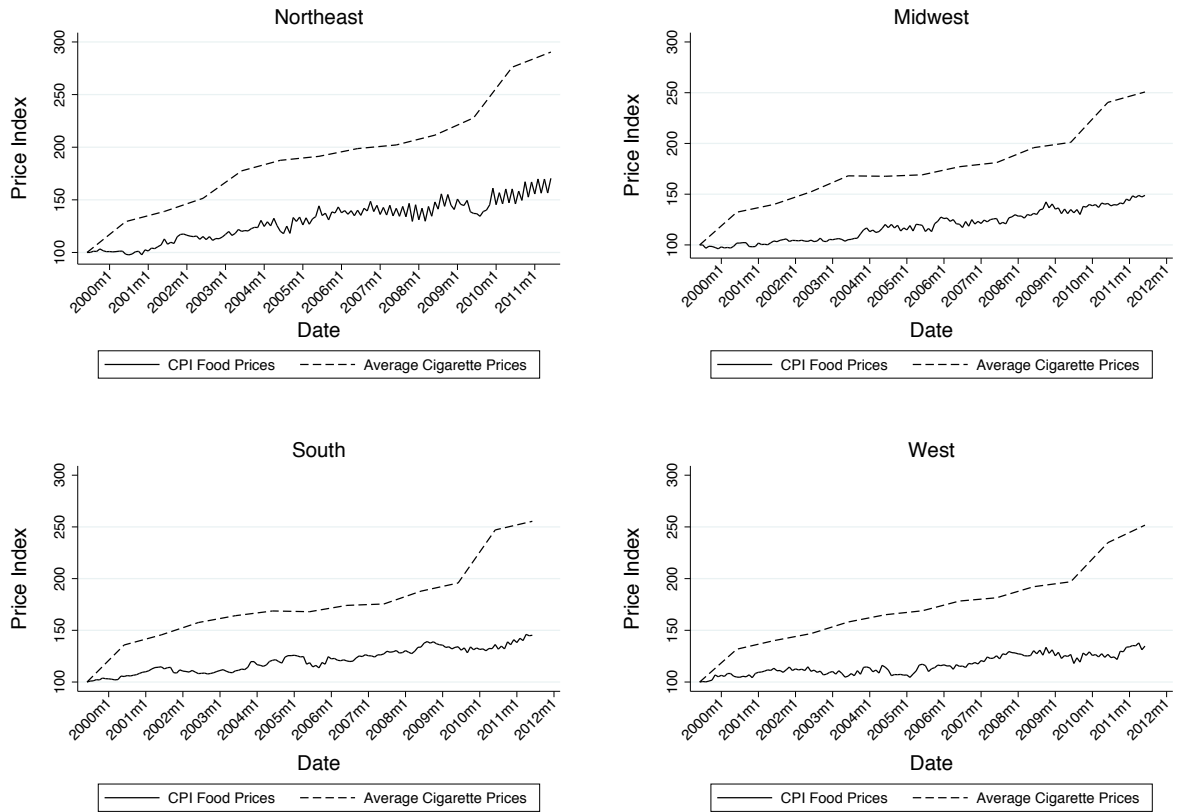 Northeast
Price Index
300
250
200
150
100
2000m1 2001m1 2002m1 2003m1 2004m1 2005m1 2006m1 2007m1 2008m1 2009m1 2010m1 2011m1
Date
CPI Food Prices Average Cigarette Prices
Midwest
Price Index
300
250
200
150
100
2000m1 2001m1 2002m1 2003m1 2004m1 2005m1 2006m1 2007m1 2008m1 2009m1 2010m1 2011m1 2012m1
Date
CPI Food Prices Average Cigarette Prices
South
Price Index
300
250
200
150
100
2000m1 2001m1 2002m1 2003m1 2004m1 2005m1 2006m1 2007m1 2008m1 2009m1 2010m1 2011m1 2012m1
Date
CPI Food Prices Average Cigarette Prices
West
Price Index
300
250
200
150
100
2000m1 2001m1 2002m1 2003m1 2004m1 2005m1 2006m1 2007m1 2008m1 2009m1 2010m1 2011m1 2012m1
Date
CPI Food Prices Average Cigarette Prices